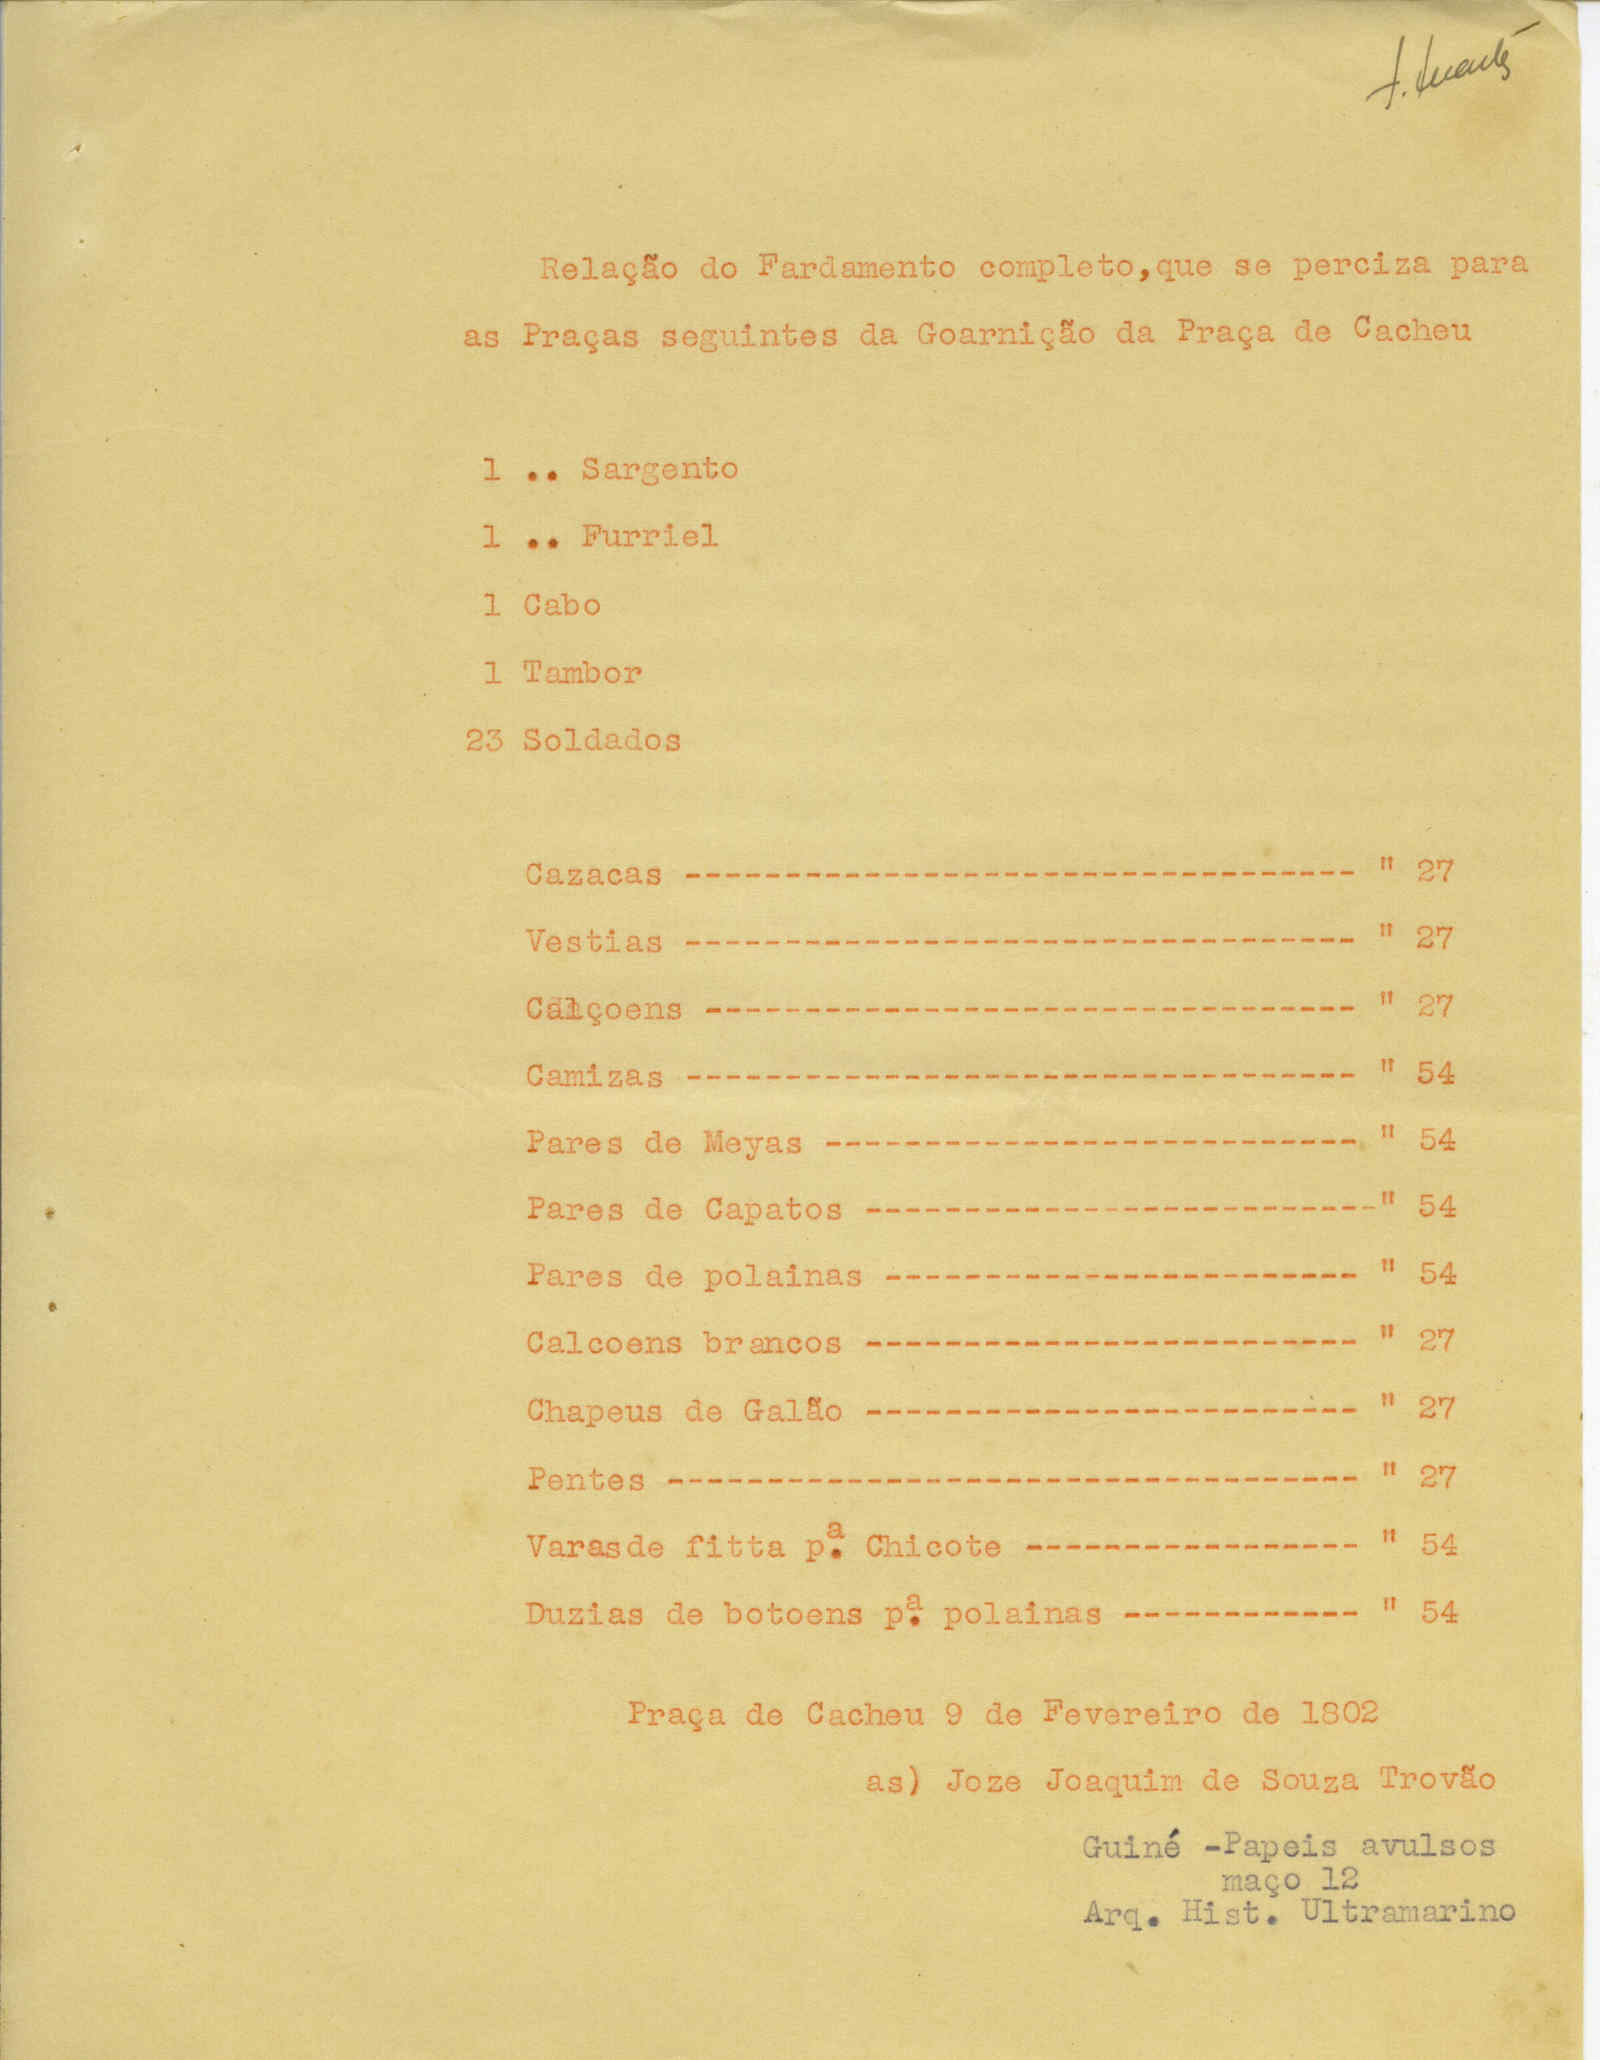 Relação do Fardamento completo,que se perciza para
as Praças seguintes da Goarnição da Praça de Cacheu
1 .. Sargento
1 .. Furriel
1 Cabo
1 Tambor
23 Soldados
Cazacas ---------------------------------- " 27
Vestias ---------------------------------- " 27
Calçoens --------------------------------- " 27
Camizas ---------------------------------- " 54
Pares de Meyas --------------------------- " 54
Pares de Capatos --------------------------" 54
Pares de polainas ------------------------ " 54
Calcoens brancos ------------------------- " 27
Chapeus de Galão ------------------------- " 27
Pentes ----------------------------------- " 27
Varasde fitta p.ª Chicote ----------------- " 54
Duzias de botoens p.ª polainas ------------ " 54
Praça de Cacheu 9 de Fevereiro de 1802
as) Joze Joaquim de Souza Trovão
Guiné -Papeis avulsos
maço 12
Arq. Hist. Ultramarino